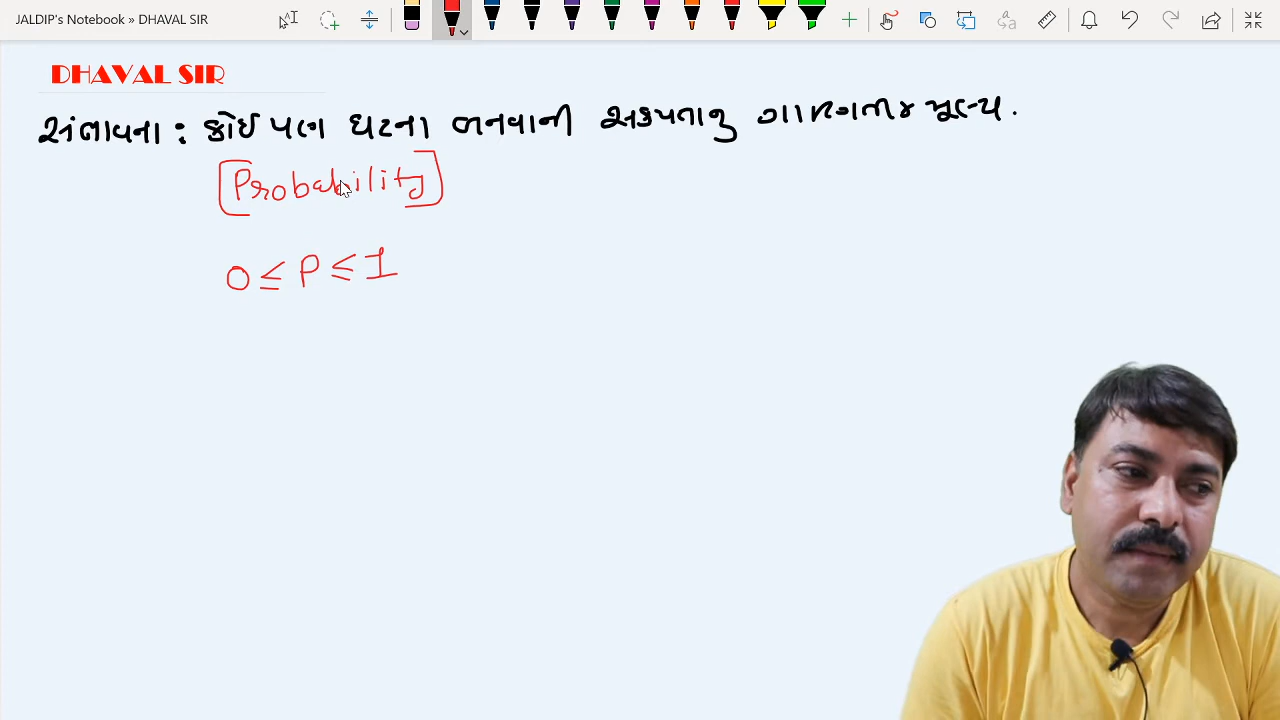 JALDIP's Notebook » DHAVAL SIR
DHAVAL SIR
સંભાવના : કોઈ પણ ઘટના બનવાની શક્યતાનુ ગાણિતિક મૂલ્ય.
[Probability]
0 ≤ P ≤ 1